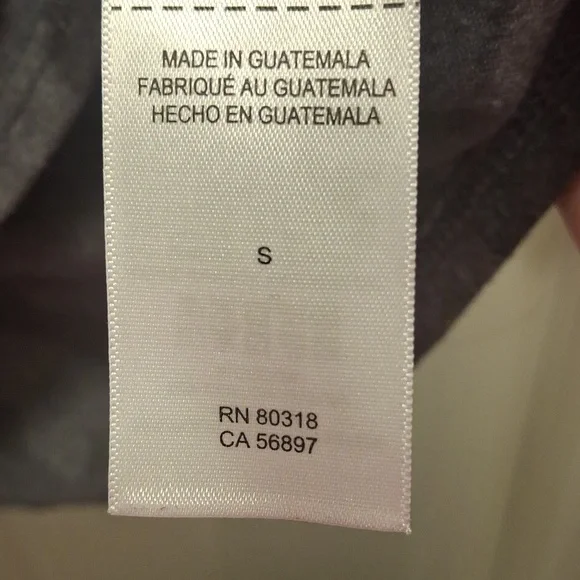 MADE IN GUATEMALA
FABRIQUÉ AU GUATEMALA
HECHO EN GUATEMALA
S
RN 80318
CA 56897